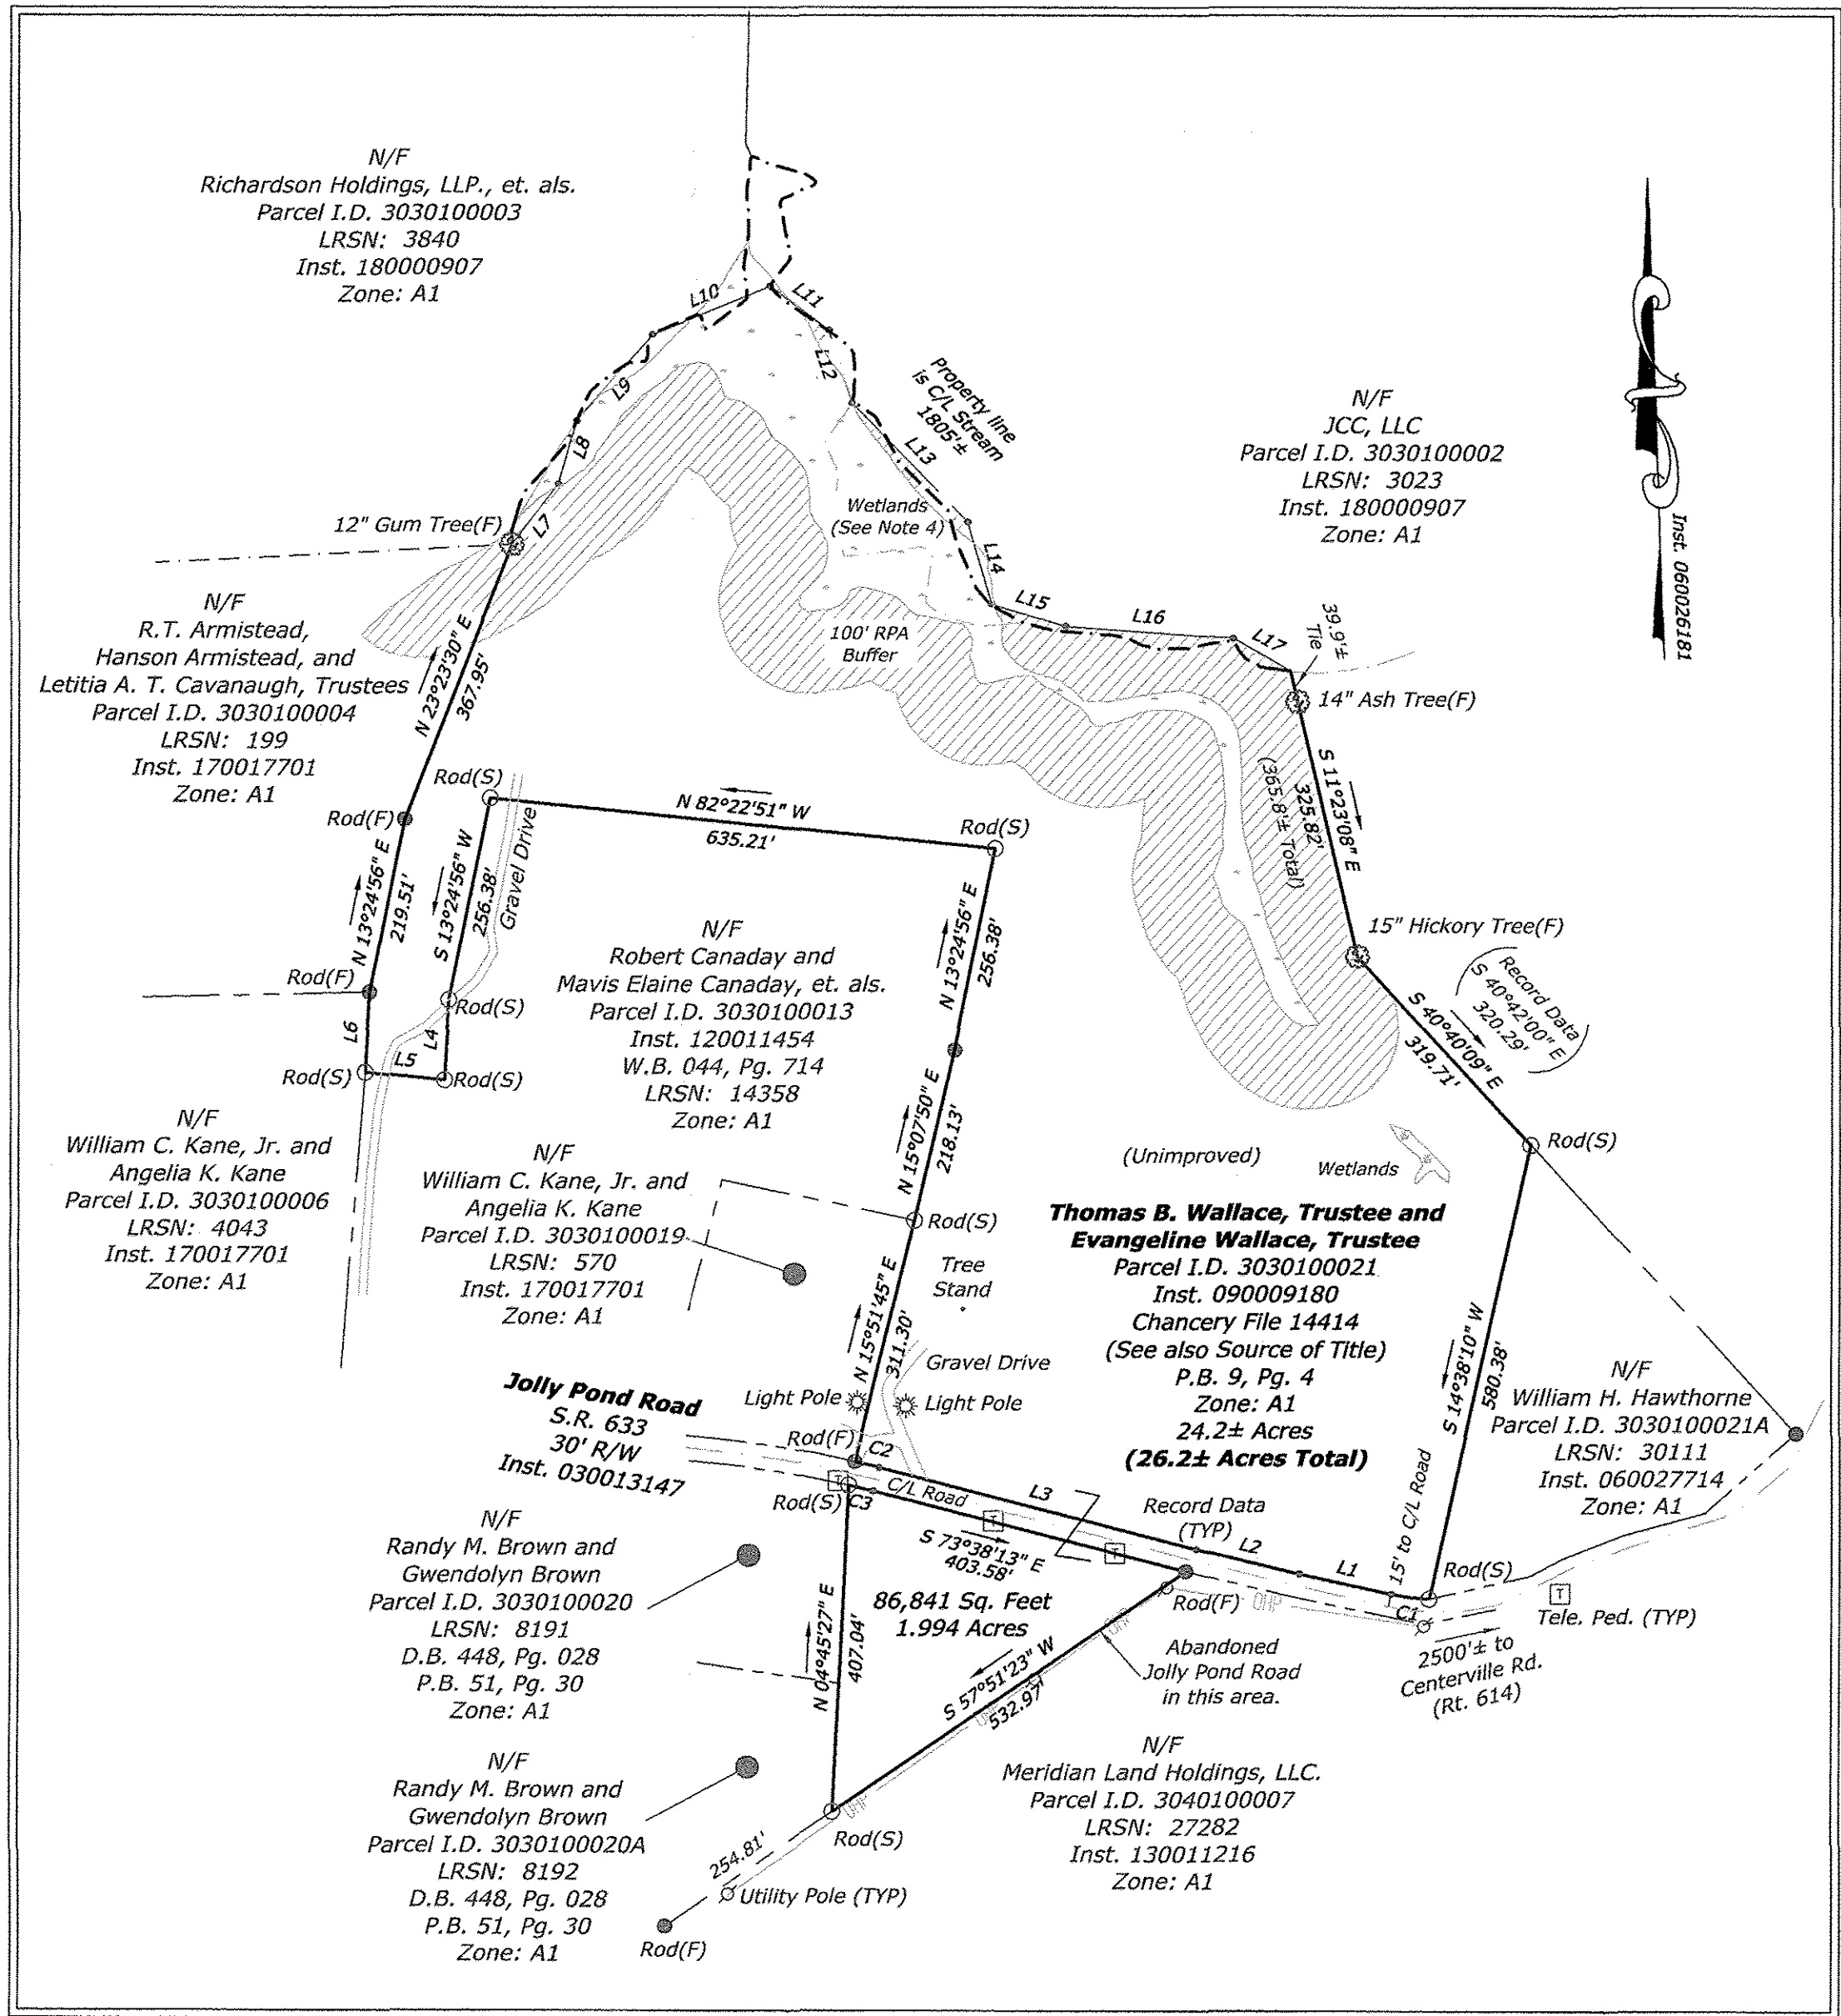 N/F
Richardson Holdings, LLP., et. als.
Parcel I.D. 3030100003
LRSN: 3840
Inst. 180000907
Zone: A1
L10
L11
L12
L9
L8
L7
Property line
is C/L Stream
1805'±
L13
L14
L15
L16
L17
N/F
JCC, LLC
Parcel I.D. 3030100002
LRSN: 3023
Inst. 180000907
Zone: A1
Inst. 060026181
12" Gum Tree(F)
Wetlands
(See Note 4)
100' RPA
Buffer
39.9'±
Tie
14" Ash Tree(F)
N/F
R.T. Armistead,
Hanson Armistead, and
Letitia A. T. Cavanaugh, Trustees
Parcel I.D. 3030100004
LRSN: 199
Inst. 170017701
Zone: A1
N 23°23'30" E
367.95'
S 11°23'08" E
325.82'
(365.8'± Total)
Rod(S)
N 82°22'51" W
635.21'
Rod(S)
Rod(F)
N 13°24'56" E
219.51'
S 13°24'56" W
256.38'
Gravel Drive
N 13°24'56" E
256.38'
15" Hickory Tree(F)
Record Data
S 40°42'00" E
320.29'
S 40°40'09" E
319.71'
Rod(F)
Rod(S)
L6
L4
L5
Rod(S)
Rod(S)
N/F
Robert Canaday and
Mavis Elaine Canaday, et. als.
Parcel I.D. 3030100013
Inst. 120011454
W.B. 044, Pg. 714
LRSN: 14358
Zone: A1
N 15°07'50" E
218.13'
N/F
William C. Kane, Jr. and
Angelia K. Kane
Parcel I.D. 3030100006
LRSN: 4043
Inst. 170017701
Zone: A1
N/F
William C. Kane, Jr. and
Angelia K. Kane
Parcel I.D. 3030100019
LRSN: 570
Inst. 170017701
Zone: A1
Rod(S)
Tree
Stand
(Unimproved)
Wetlands
Rod(S)
Thomas B. Wallace, Trustee and
Evangeline Wallace, Trustee
Parcel I.D. 3030100021
Inst. 090009180
Chancery File 14414
(See also Source of Title)
P.B. 9, Pg. 4
Zone: A1
24.2± Acres
(26.2± Acres Total)
S 14°38'10" W
580.38'
N/F
William H. Hawthorne
Parcel I.D. 3030100021A
LRSN: 30111
Inst. 060027714
Zone: A1
N 15°51'45" E
311.30'
Gravel Drive
Light Pole
Light Pole
Jolly Pond Road
S.R. 633
30' R/W
Inst. 030013147
Rod(F)
C2
T
Rod(S)
C3
C/L Road
L3
Record Data
(TYP)
L2
L1
15' to C/L Road
Rod(S)
T
S 73°38'13" E
403.58'
T
C1
T
Tele. Ped. (TYP)
OHP
Rod(F)
2500'± to
Centerville Rd.
(Rt. 614)
N/F
Randy M. Brown and
Gwendolyn Brown
Parcel I.D. 3030100020
LRSN: 8191
D.B. 448, Pg. 028
P.B. 51, Pg. 30
Zone: A1
86,841 Sq. Feet
1.994 Acres
N 04°45'27" E
407.04'
OHP
Abandoned
Jolly Pond Road
in this area.
S 57°51'23" W
532.97'
OHP
N/F
Randy M. Brown and
Gwendolyn Brown
Parcel I.D. 3030100020A
LRSN: 8192
D.B. 448, Pg. 028
P.B. 51, Pg. 30
Zone: A1
N/F
Meridian Land Holdings, LLC.
Parcel I.D. 3040100007
LRSN: 27282
Inst. 130011216
Zone: A1
OHP
Rod(S)
254.81'
Utility Pole (TYP)
Rod(F)